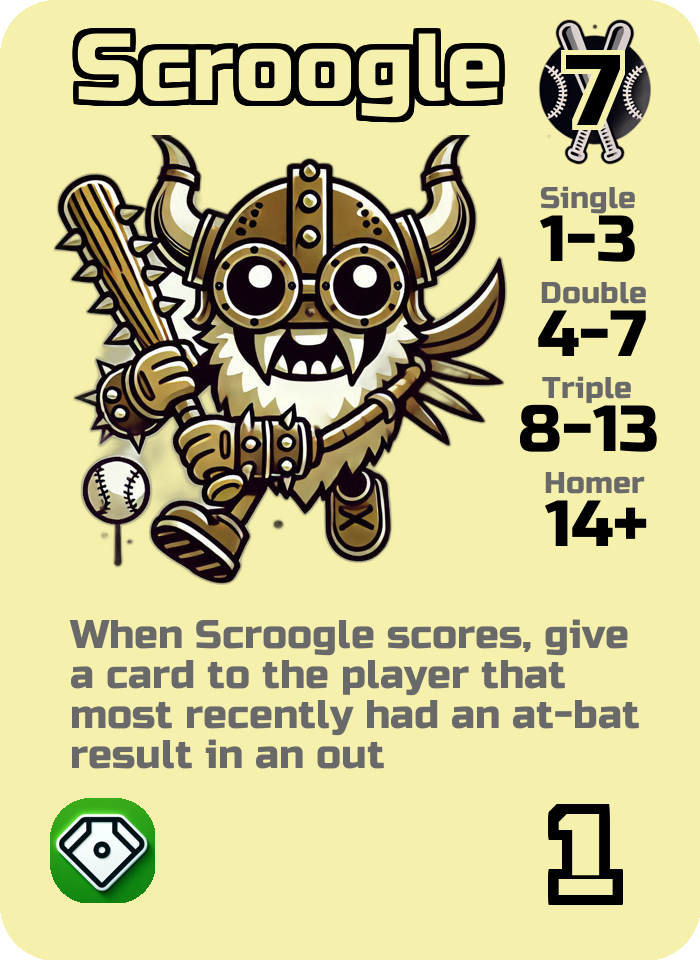 Scroogle
7
Single
1-3
Double
4-7
Triple
8-13
Homer
14+
When Scroogle scores, give
a card to the player that
most recently had an at-bat
result in an out
1